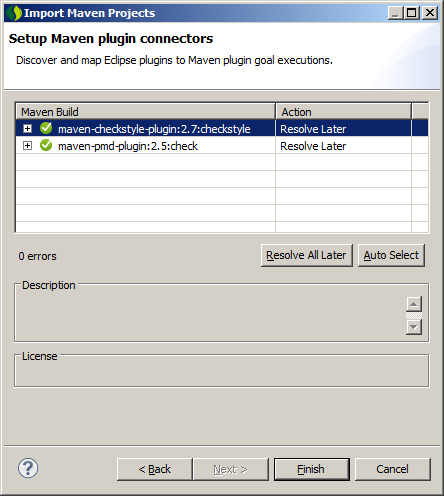 Import Maven Projects
Setup Maven plugin connectors
Discover and map Eclipse plugins to Maven plugin goal executions.
Maven Build Action
maven-checkstyle-plugin:2.7:checkstyle Resolve Later
maven-pmd-plugin:2.5:check Resolve Later
0 errors Resolve All Later Auto Select
Description
License
? < Back Next > Finish Cancel